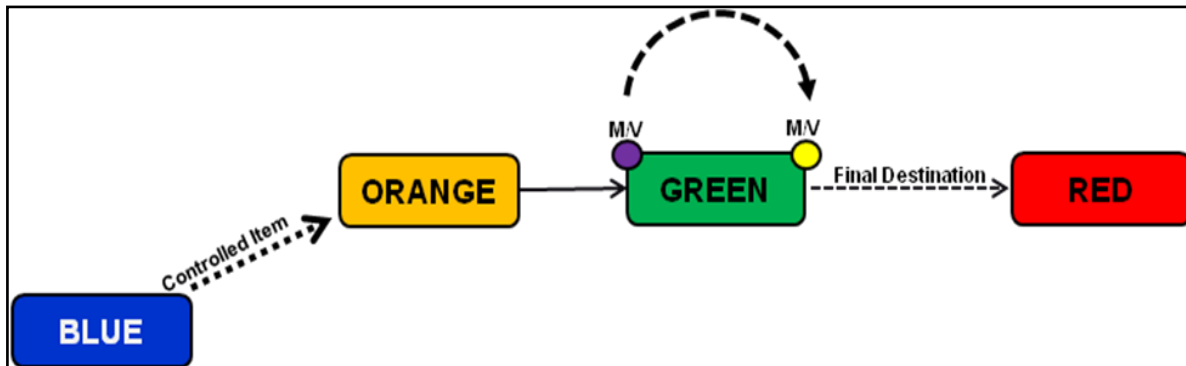 M/V
M/V
ORANGE
GREEN
Final Destination
RED
Controlled Item
BLUE